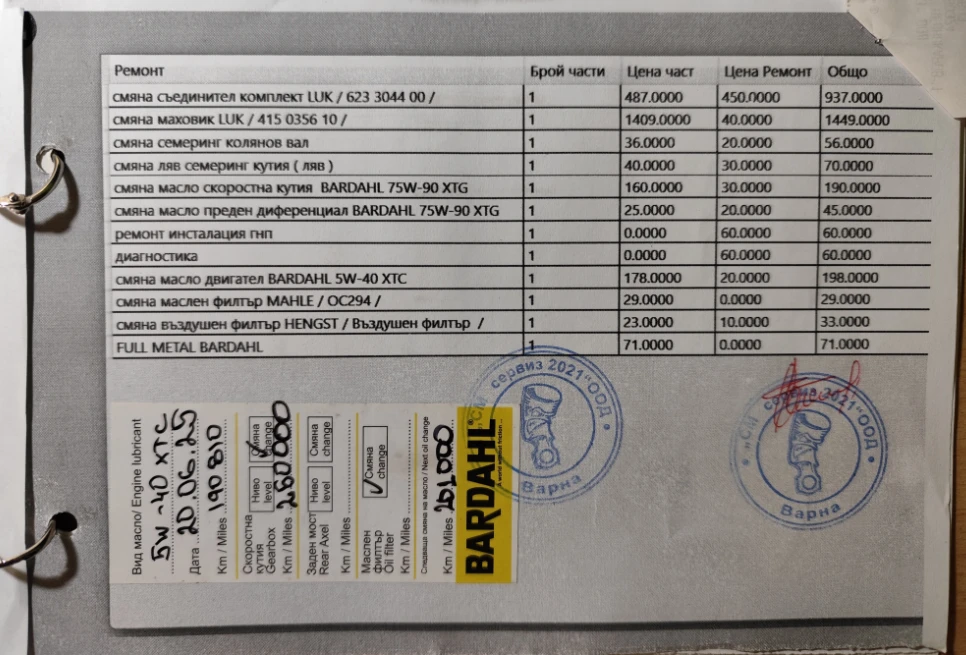 Ремонт Брой части Цена част Цена Ремонт Общо
смяна съединител комплект LUK / 623 3044 00 / 1 487.0000 450.0000 937.0000
смяна маховик LUK / 415 0356 10 / 1 1409.0000 40.0000 1449.0000
смяна семеринг колянов вал 1 36.0000 20.0000 56.0000
смяна ляв семеринг кутия ( ляв ) 1 40.0000 30.0000 70.0000
смяна масло скоростна кутия BARDAHL 75W-90 XTG 1 160.0000 30.0000 190.0000
смяна масло преден диференциал BARDAHL 75W-90 XTG 1 25.0000 20.0000 45.0000
ремонт инсталация гнп 1 0.0000 60.0000 60.0000
диагностика 1 0.0000 60.0000 60.0000
смяна масло двигател BARDAHL 5W-40 XTC 1 178.0000 20.0000 198.0000
смяна маслен филтър MAHLE / OC294 / 1 29.0000 0.0000 29.0000
смяна въздушен филтър HENGST / Въздушен филтър / 1 23.0000 10.0000 33.0000
FULL METAL BARDAHL 1 71.0000 0.0000 71.0000
Вид масло/ Engine lubricant
5W-40 XTC
Дата 20.06.25
Km / Miles 190810
Скоростна кутия Gearbox Ниво level Смяна change
Km / Miles 260000
Заден мост Rear Axel Ниво level Смяна change
Km / Miles
Маслен филтър Oil filter Смяна change
Km / Miles
Следваща смяна на масло / Next oil change
Km / Miles 201000
BARDAHL
сервиз 2021" ООД
Варна
сервиз 2021" ООД
Варна